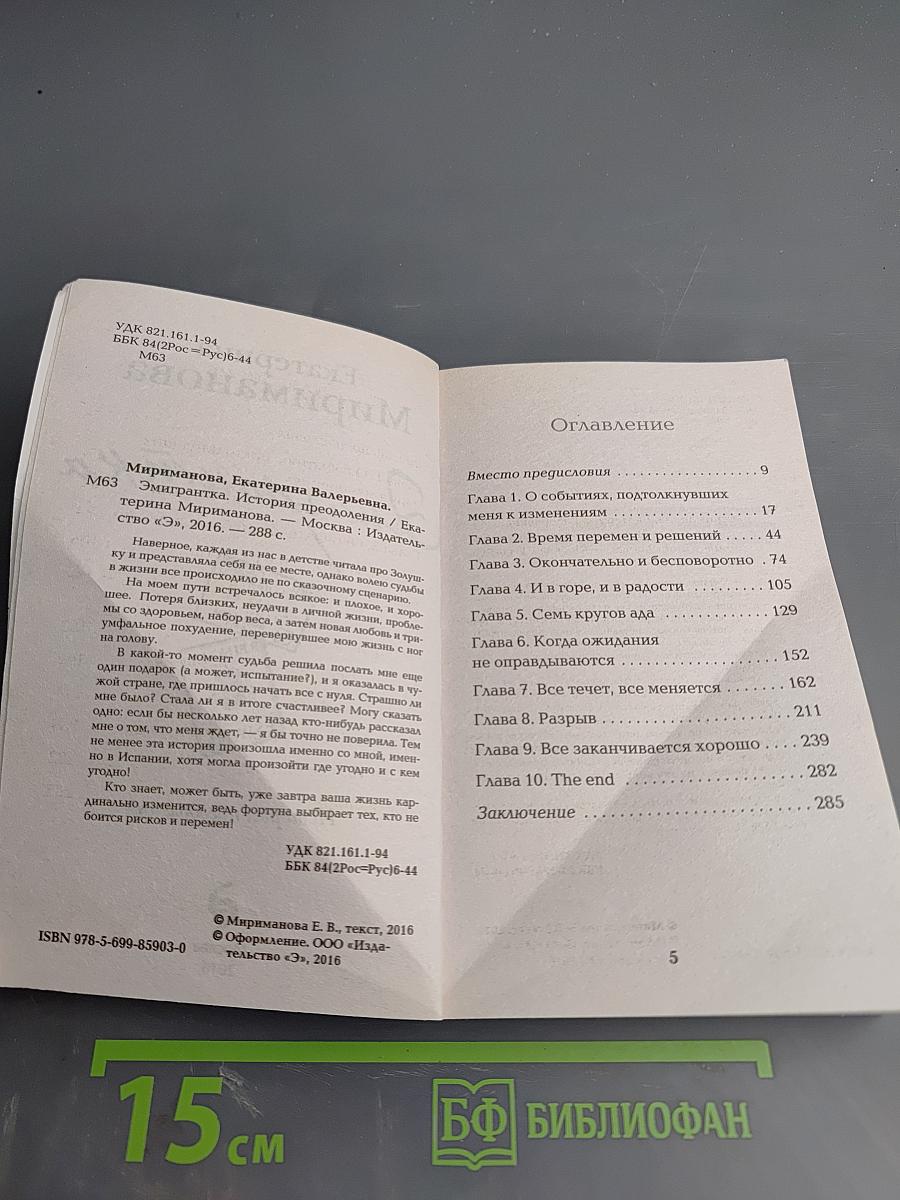 УДК 821.161.1-94
ББК 84(2Рос=Рус)6-44
М63
Мириманова, Екатерина Валерьевна.
М63 Эмигрантка. История преодоления / Ека-
терина Мириманова. — Москва : Издатель-
ство «Э», 2016. — 288 с.
Наверное, каждая из нас в детстве читала про Золуш-
ку и представляла себя на ее месте, однако волею судьбы
в жизни все происходило не по сказочному сценарию.
На моем пути встречалось всякое: и плохое, и хоро-
шее. Потеря близких, неудачи в личной жизни, пробле-
мы со здоровьем, набор веса, а затем новая любовь и три-
умфальное похудение, перевернувшее мою жизнь с ног
на голову.
В какой-то момент судьба решила послать мне еще
один подарок (а может, испытание?), и я оказалась в чу-
жой стране, где пришлось начать все с нуля. Страшно ли
мне было? Стала ли я в итоге счастливее? Могу сказать
одно: если бы несколько лет назад кто-нибудь рассказал
мне о том, что меня ждет, — я бы точно не поверила. Тем
не менее эта история произошла именно со мной, имен-
но в Испании, хотя могла произойти где угодно и с кем
угодно!
Кто знает, может быть, уже завтра ваша жизнь кар-
динально изменится, ведь фортуна выбирает тех, кто не
боится рисков и перемен!
УДК 821.161.1-94
ББК 84(2Рос=Рус)6-44
© Мириманова Е. В., текст, 2016
© Оформление. ООО «Изда-
тельство «Э», 2016
ISBN 978-5-699-85903-0
Оглавление
Вместо предисловия . . . . . . . . . . . . . . . . . . . 9
Глава 1. О событиях, подтолкнувших
меня к изменениям . . . . . . . . . . . . . . . . . . . 17
Глава 2. Время перемен и решений . . . . . 44
Глава 3. Окончательно и бесповоротно . 74
Глава 4. И в горе, и в радости . . . . . . . . . 105
Глава 5. Семь кругов ада . . . . . . . . . . . . . 129
Глава 6. Когда ожидания
не оправдываются . . . . . . . . . . . . . . . . . . . 152
Глава 7. Все течет, все меняется . . . . . . . 162
Глава 8. Разрыв . . . . . . . . . . . . . . . . . . . . . 211
Глава 9. Все заканчивается хорошо . . . . 239
Глава 10. The end . . . . . . . . . . . . . . . . . . . 282
Заключение . . . . . . . . . . . . . . . . . . . . . . . . 285
5
15 см
БФ БИБЛИОФАН